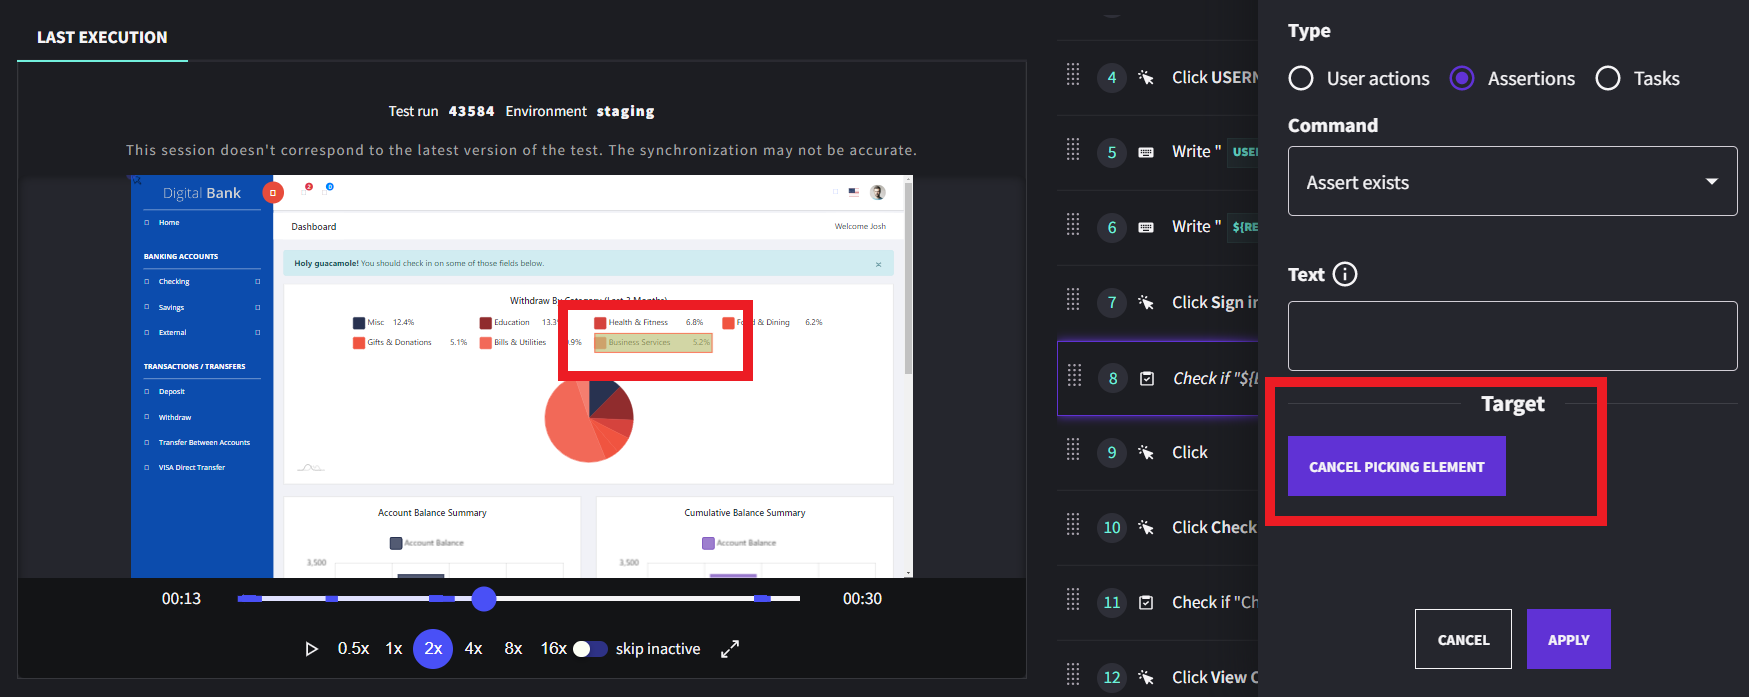 LAST EXECUTION
Test run 43584 Environment staging
This session doesn't correspond to the latest version of the test. The synchronization may not be accurate.
Digital Bank
2
0
Home
BANKING ACCOUNTS
Checking
Savings
External
TRANSACTIONS / TRANSFERS
Deposit
Withdraw
Transfer Between Accounts
VISA Direct Transfer
Dashboard
Welcome Josh
Holy guacamole! You should check in on some of those fields below.
×
Withdraw By Category (Last 3 Months)
Misc 12.4%
Education 13.3
Health & Fitness 6.8%
& Dining 6.2%
Gifts & Donations 5.1%
Bills & Utilities .9%
Business Services 5.2%
Account Balance Summary
Account Balance
3,500
Cumulative Balance Summary
Account Balance
3,500
00:13
00:30
0.5x 1x 2x 4x 8x 16x skip inactive
4 Click USERN
5 Write " USE
6 Write " ${RE
7 Click Sign in
8 Check if "${
9 Click
10 Click Check
11 Check if "Ch
12 Click View
Type
User actions Assertions Tasks
Command
Assert exists
Text
Target
CANCEL PICKING ELEMENT
CANCEL
APPLY